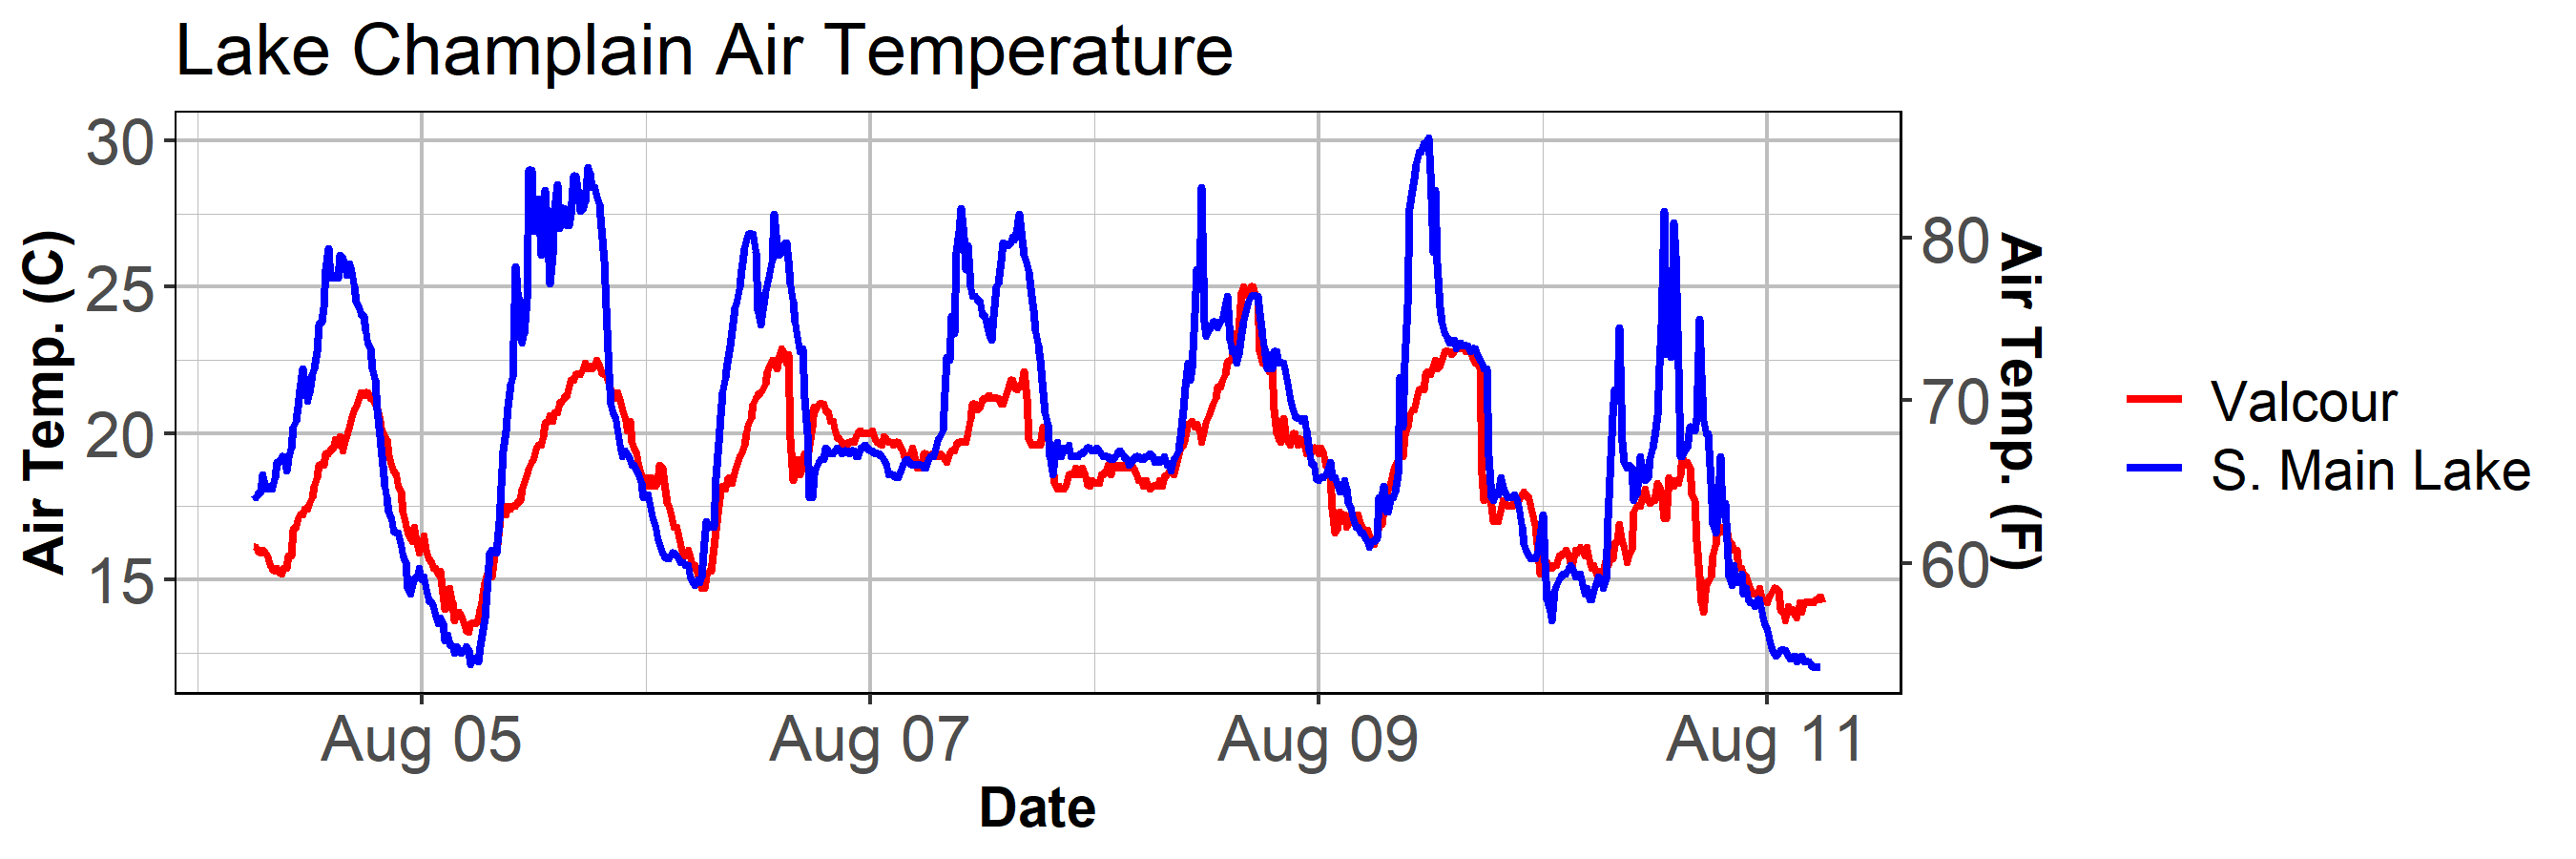 Lake Champlain Air Temperature
Air Temp. (C)
30
25
20
15
80
70
60
Air Temp. (F)
Valcour
S. Main Lake
Aug 05
Aug 07
Aug 09
Aug 11
Date